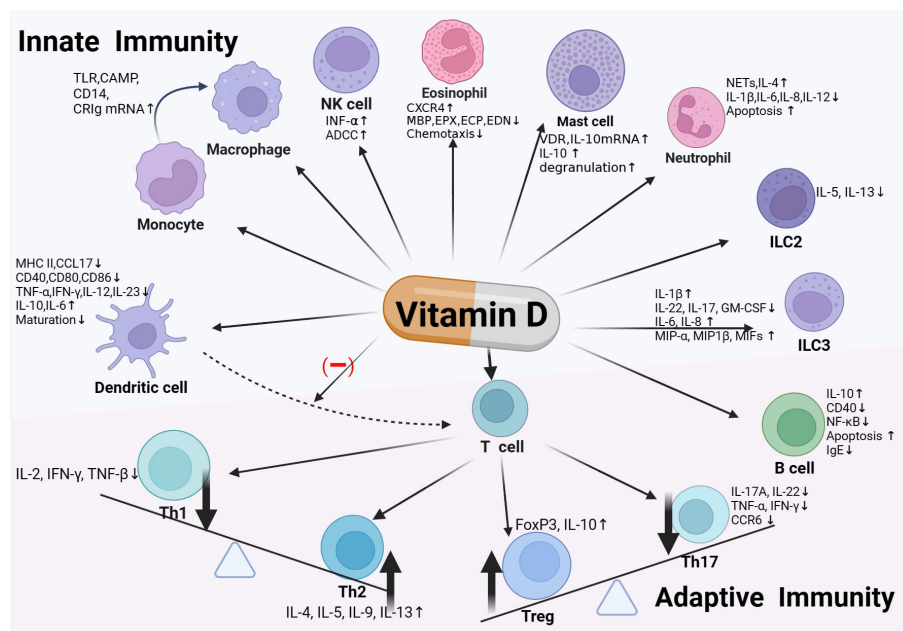 Innate Immunity
TLR,CAMP,
CD14,
CRIg mRNA↑
Macrophage
Monocyte
NK cell
INF-α↑
ADCC↑
Eosinophil
CXCR4↑
MBP,EPX,ECP,EDN↓
Chemotaxis↓
Mast cell
VDR,IL-10mRNA↑
IL-10 ↑
degranulation↑
NETs,IL-4↑
IL-1β,IL-6,IL-8,IL-12↓
Apoptosis ↑
Neutrophil
IL-5, IL-13↓
ILC2
MHC II,CCL17↓
CD40,CD80,CD86↓
TNF-α,IFN-γ,IL-12,IL-23↓
IL-10,IL-6↑
Maturation↓
Dendritic cell
Vitamin D
IL-1β↑
IL-22, IL-17, GM-CSF↓
IL-6, IL-8 ↑
MIP-α, MIP1β, MIFs ↑
ILC3
(−)
T cell
IL-10↑
CD40↓
NF-κB↓
Apoptosis ↑
IgE↓
B cell
IL-2, IFN-γ, TNF-β↓
Th1
Th2
IL-4, IL-5, IL-9, IL-13↑
FoxP3, IL-10↑
Treg
IL-17A, IL-22↓
TNF-α, IFN-γ↓
CCR6 ↓
Th17
Adaptive Immunity